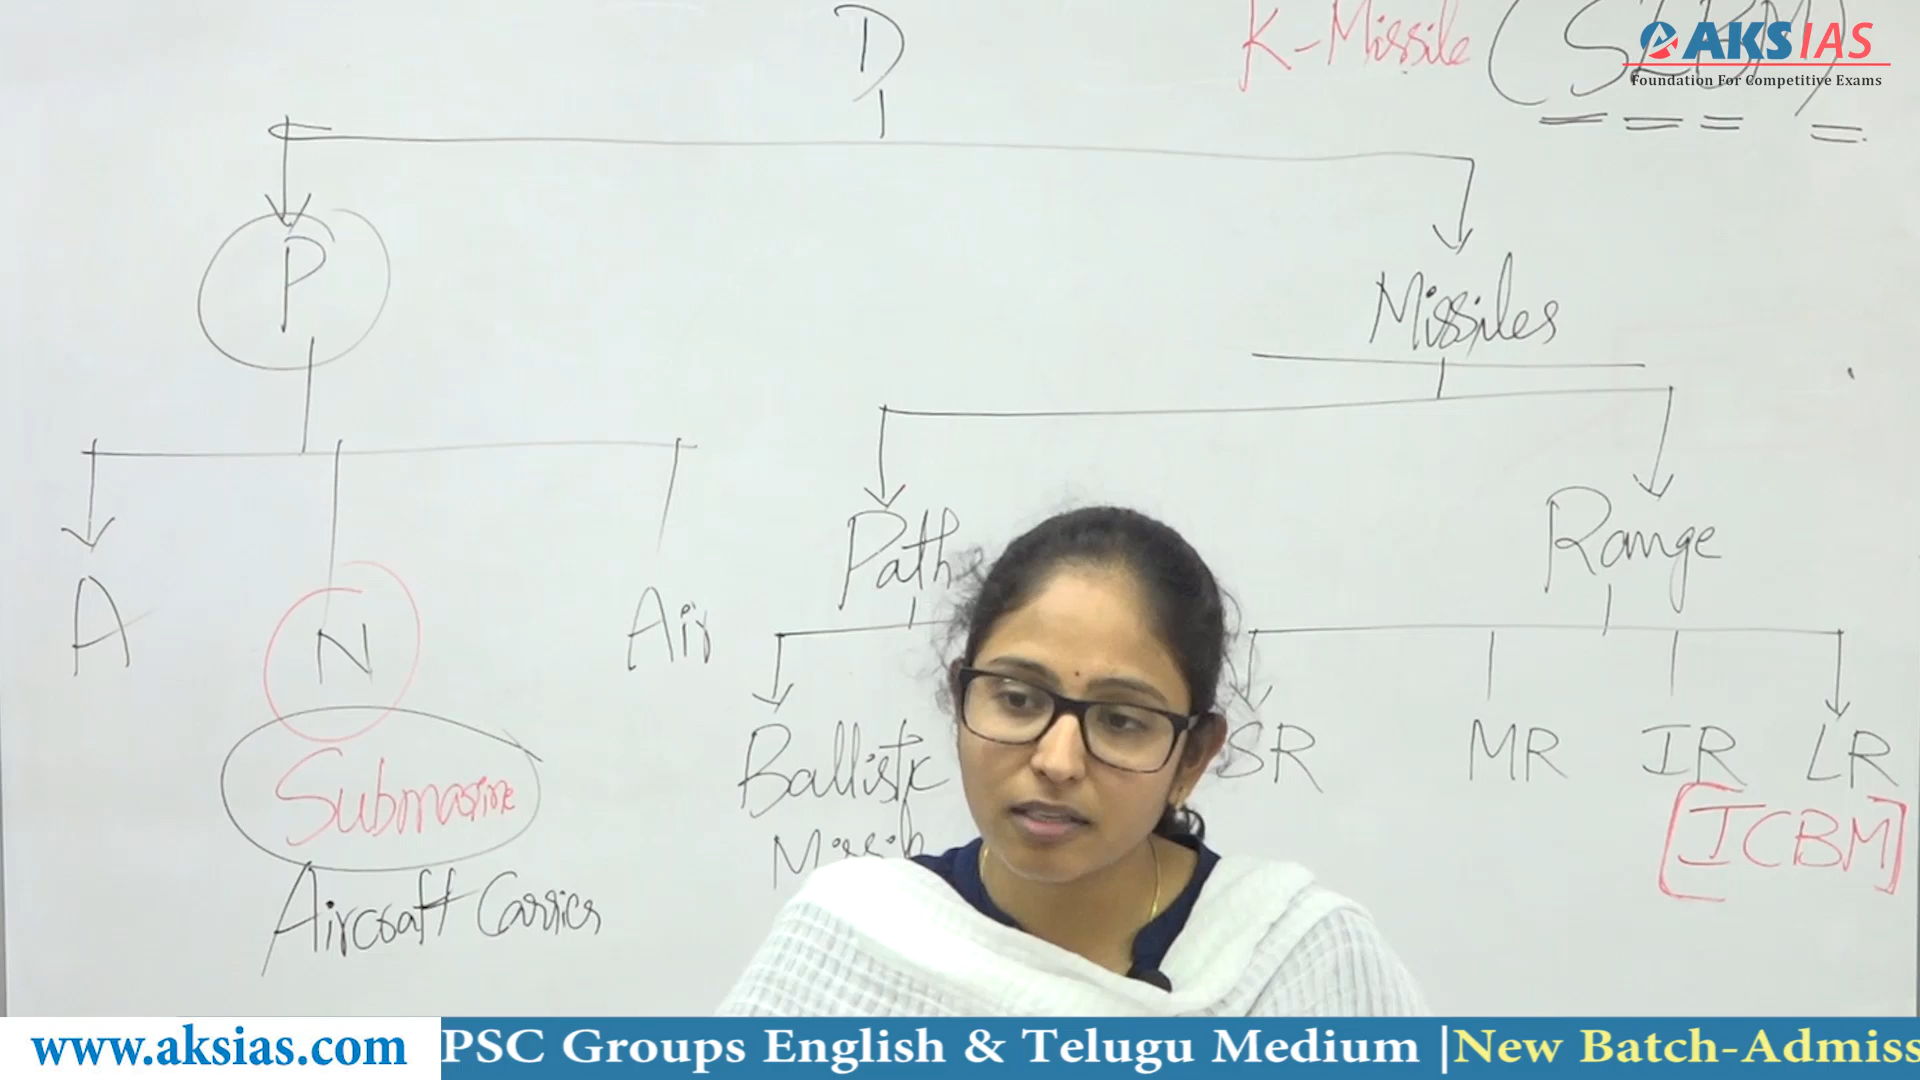 D
K-Missile (SLBM)
AKS IAS
Foundation For Competitive Exams
P
Missiles
Path
Range
A
N
Air
Ballistic
SR
MR
IR
LR
Submarine
[ICBM]
Aircraft Carrier
www.aksias.com
PSC Groups English & Telugu Medium |New Batch-Admiss